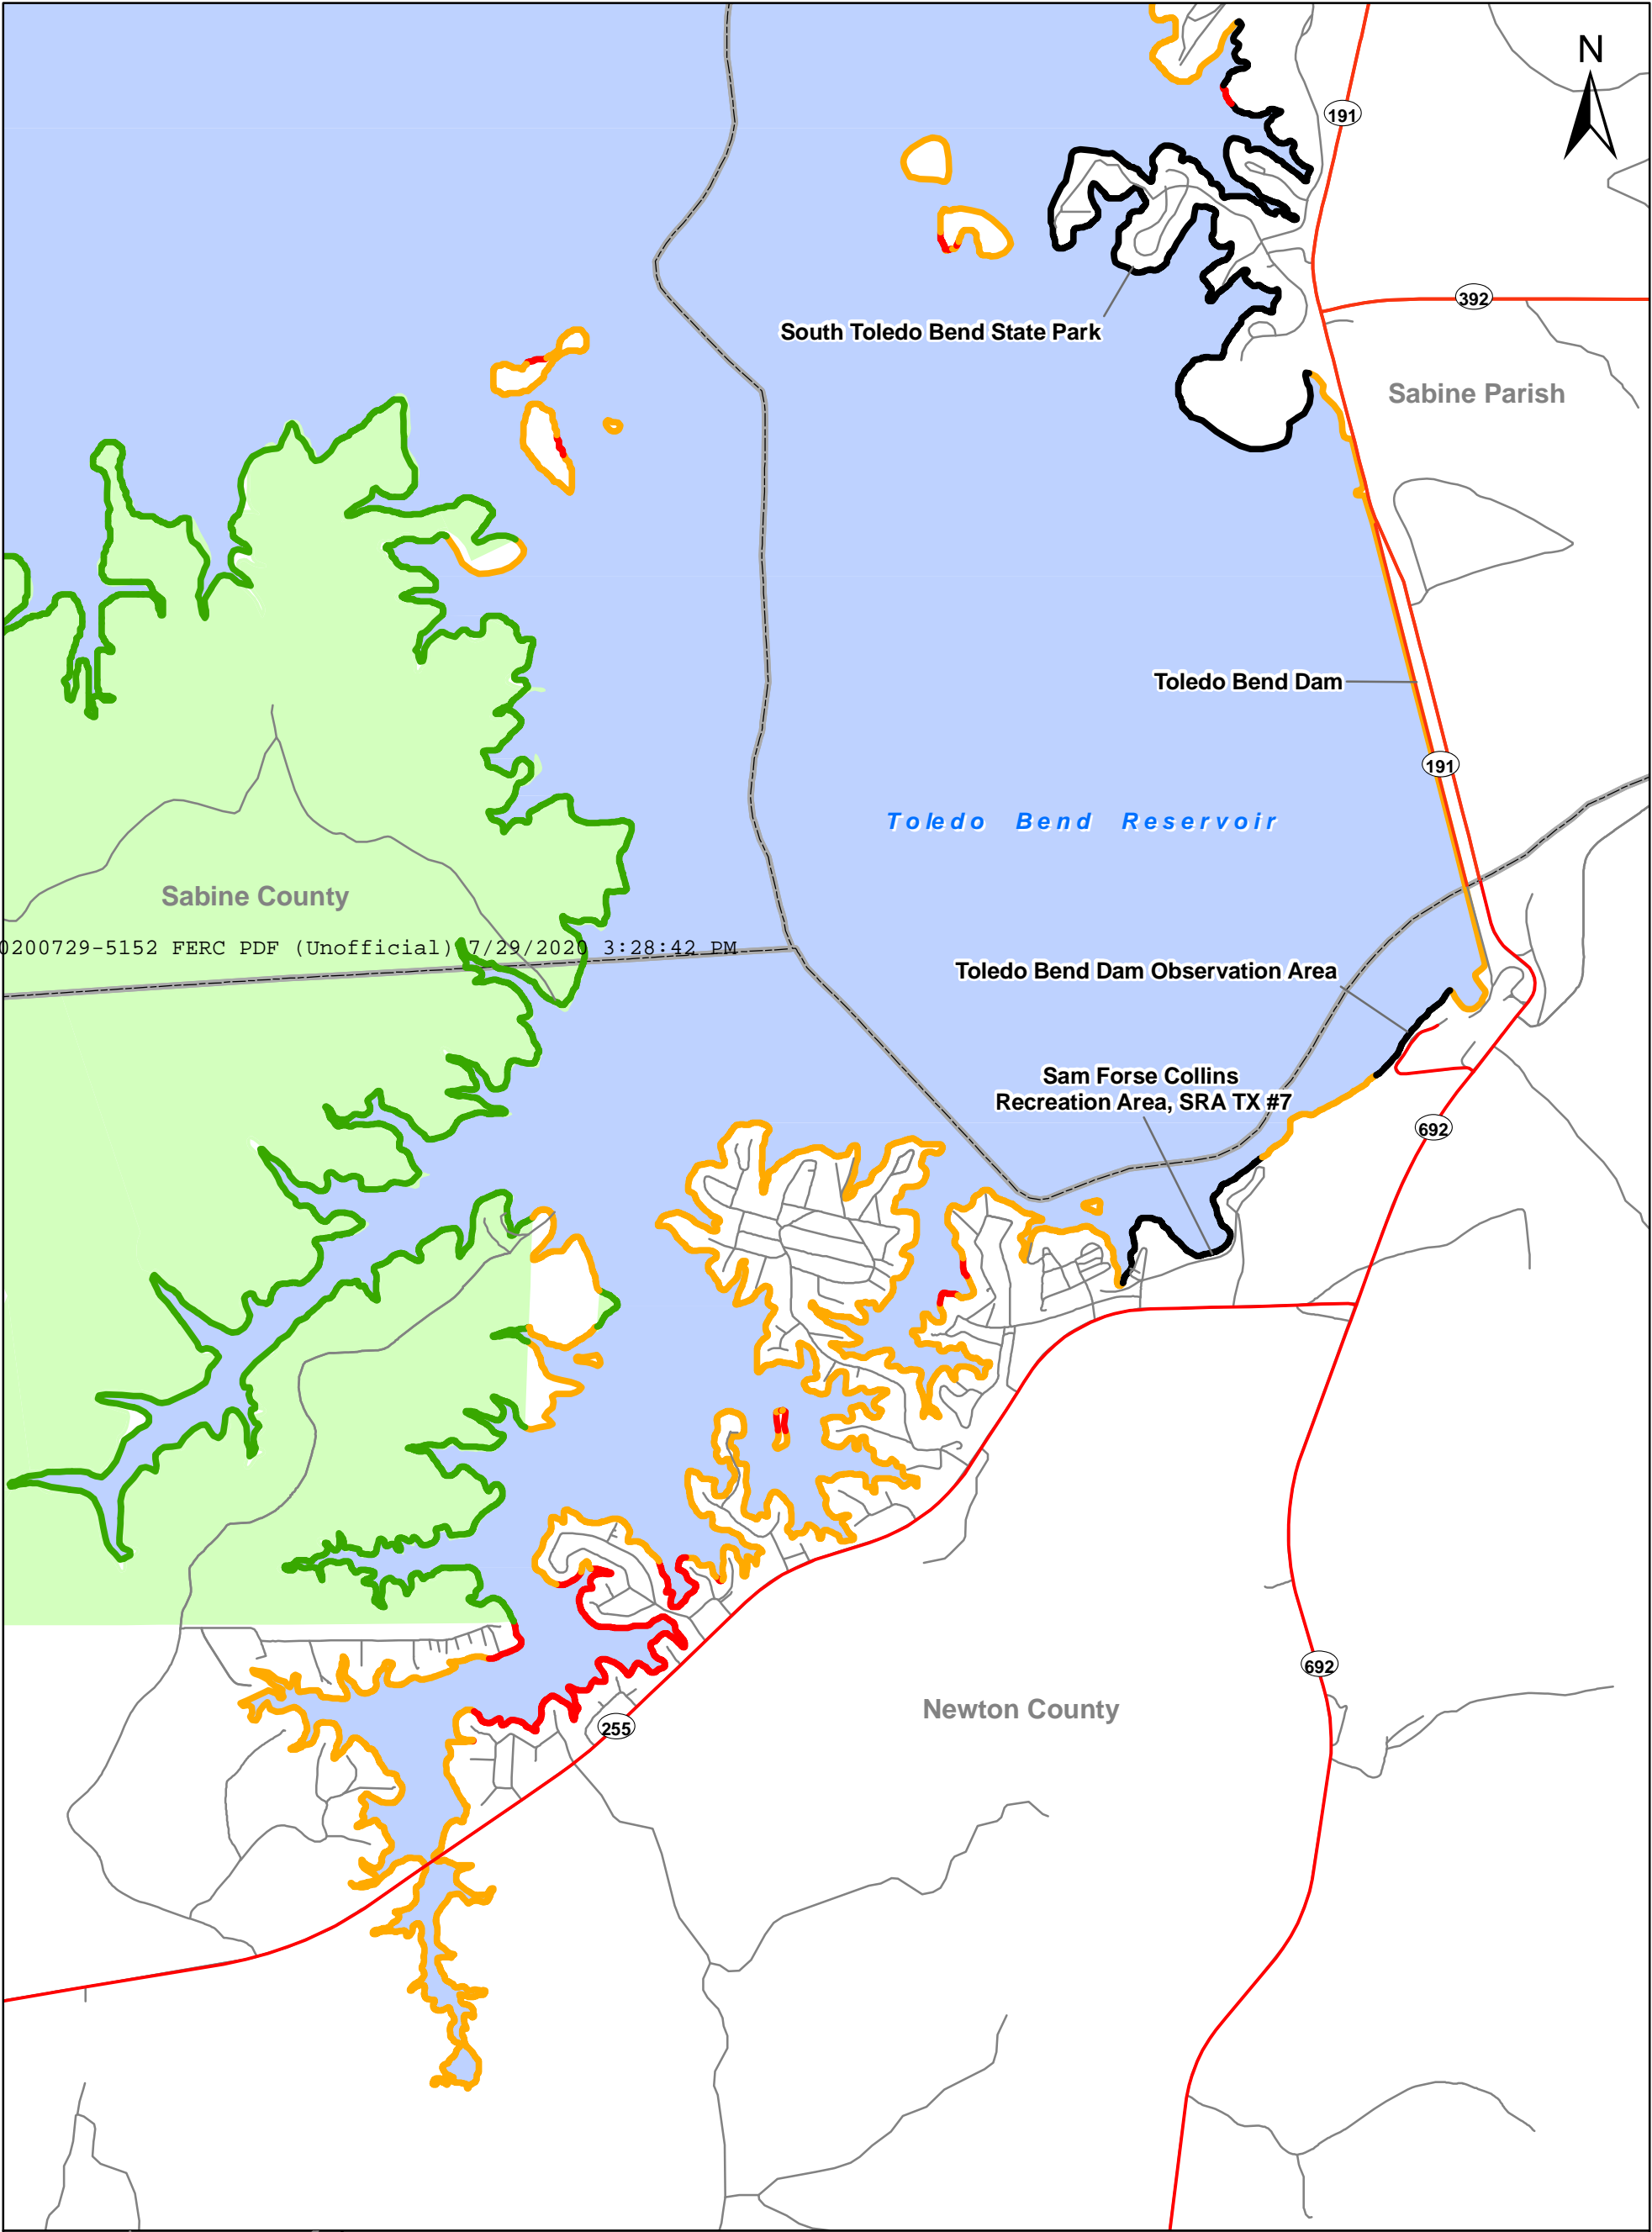 N
191
392
South Toledo Bend State Park
Sabine Parish
Toledo Bend Dam
191
Toledo Bend Reservoir
Sabine County
0200729-5152 FERC PDF (Unofficial) 7/29/2020 3:28:42 PM
Toledo Bend Dam Observation Area
Sam Forse Collins
Recreation Area, SRA TX #7
692
692
Newton County
255